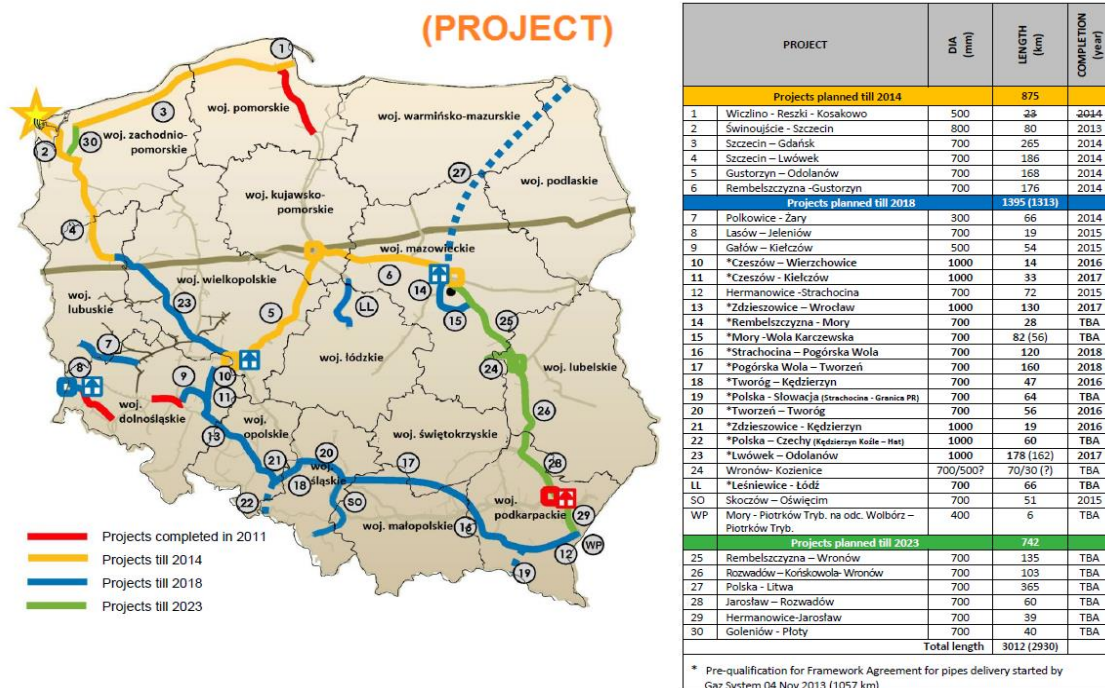 (PROJECT)
1
woj. pomorskie
3
woj. warmińsko-mazurskie
30
woj. zachodnio-
pomorskie
2
27
woj. podlaskie
woj. kujawsko-
pomorskie
4
woj. mazowieckie
6
woj. wielkopolskie
14
woj.
lubuskie
23
LL
15
5
25
7
woj. łódzkie
24
woj. lubelskie
8
9
10
11
woj.
dolnośląskie
26
woj.
opolskie
13
woj. świętokrzyskie
20
21
17
28
woj.
śląskie
18
22
SO
woj.
podkarpackie
29
woj. małopolskie
16
12
WP
19
Projects completed in 2011
Projects till 2014
Projects till 2018
Projects till 2023
PROJECT DIA (mm) LENGTH (km) COMPLETION (year)
Projects planned till 2014 875
1 Wiczlino - Reszki - Kosakowo 500 23 2014
2 Świnoujście - Szczecin 800 80 2013
3 Szczecin – Gdańsk 700 265 2014
4 Szczecin – Lwówek 700 186 2014
5 Gustorzyn – Odolanów 700 168 2014
6 Rembelszczyzna -Gustorzyn 700 176 2014
Projects planned till 2018 1395 (1313)
7 Polkowice - Żary 300 66 2014
8 Lasów – Jeleniów 700 19 2015
9 Gałów – Kiełczów 500 54 2015
10 *Czeszów – Wierzchowice 1000 14 2016
11 *Czeszów - Kiełczów 1000 33 2017
12 Hermanowice -Strachocina 700 72 2015
13 *Zdzieszowice – Wrocław 1000 130 2017
14 *Rembelszczyzna - Mory 700 28 TBA
15 *Mory -Wola Karczewska 700 82 (56) TBA
16 *Strachocina – Pogórska Wola 700 120 2018
17 *Pogórska Wola – Tworzeń 700 160 2018
18 *Tworóg – Kędzierzyn 700 47 2016
19 *Polska - Słowacja (Strachocina - Granica PR) 700 64 TBA
20 *Tworzeń – Tworóg 700 56 2016
21 *Zdzieszowice - Kędzierzyn 1000 19 2016
22 *Polska – Czechy (Kędzierzyn Koźle – Hat) 1000 60 TBA
23 *Lwówek – Odolanów 1000 178 (162) 2017
24 Wronów- Kozienice 700/500? 70/30 (?) TBA
LL *Leśniewice - Łódź 700 66 TBA
SO Skoczów – Oświęcim 700 51 2015
WP Mory - Piotrków Tryb. na odc. Wolbórz –
Piotrków Tryb. 400 6 TBA
Projects planned till 2023 742
25 Rembelszczyzna – Wronów 700 135 TBA
26 Rozwadów –Końskowola- Wronów 700 103 TBA
27 Polska - Litwa 700 365 TBA
28 Jarosław – Rozwadów 700 60 TBA
29 Hermanowice-Jarosław 700 39 TBA
30 Goleniów - Płoty 700 40 TBA
Total length 3012 (2930)
* Pre-qualification for Framework Agreement for pipes delivery started by
Gaz System 04 Nov 2013 (1057 km)